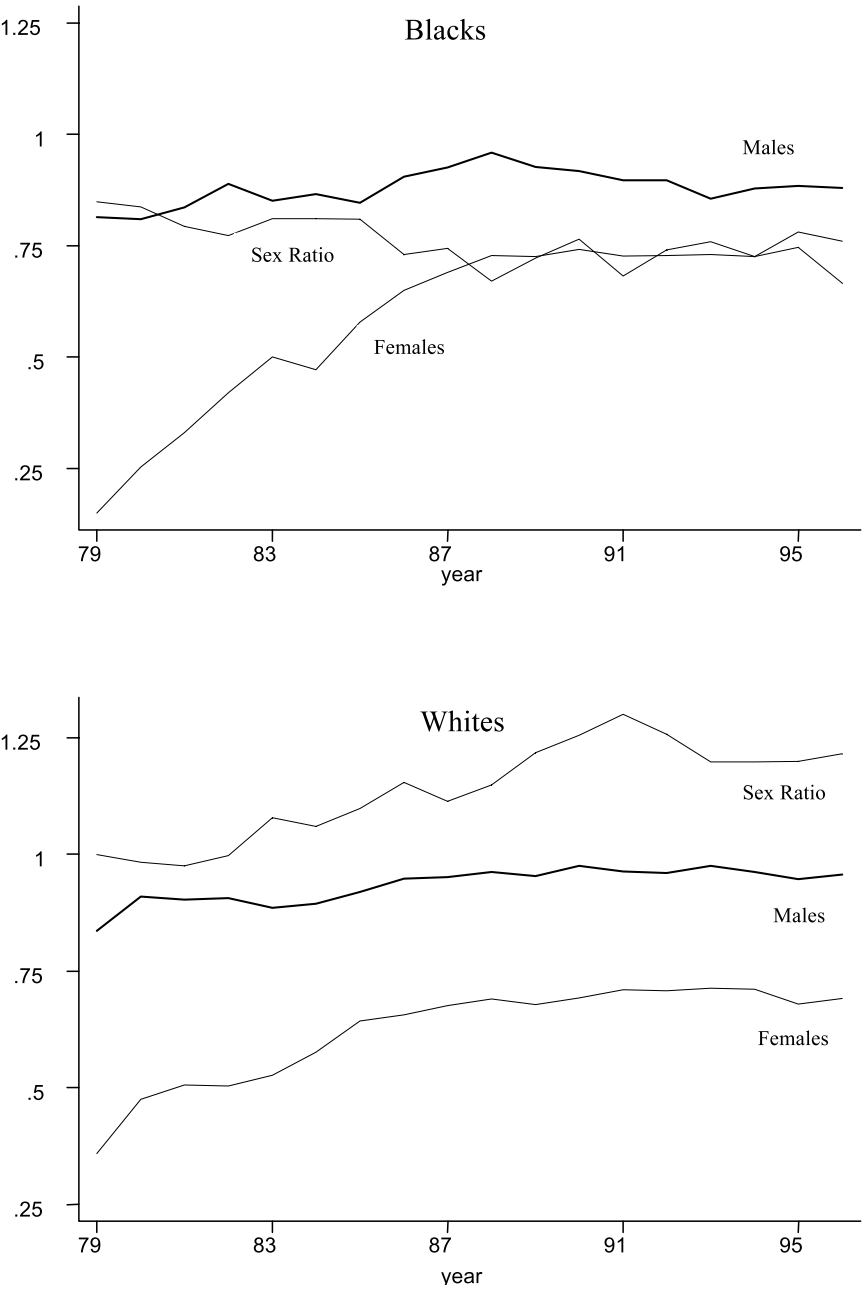 Blacks
1.25
1
Males
.75
Sex Ratio
Females
.5
.25
79 83 87 91 95
year
Whites
1.25
Sex Ratio
1
Males
.75
Females
.5
.25
79 83 87 91 95
year